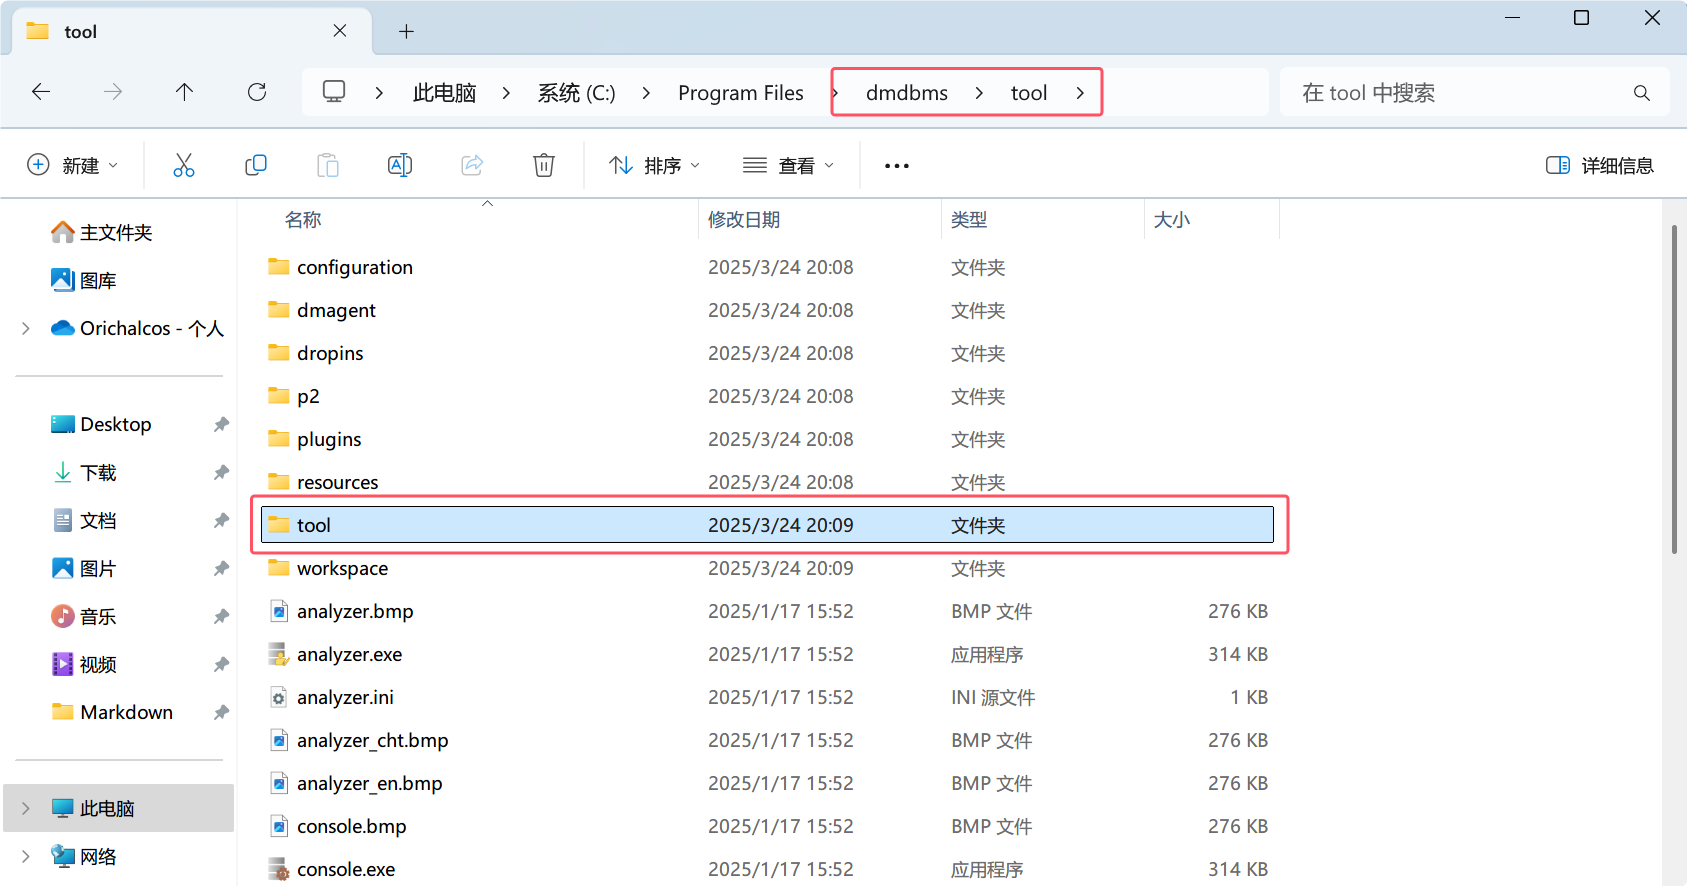 tool
此电脑 系统 (C:) Program Files dmdbms tool 在 tool 中搜索
新建 排序 查看 详细信息
名称 修改日期 类型 大小
主文件夹
图库
Orichalcos - 个人
Desktop
下载
文档
图片
音乐
视频
Markdown
此电脑
网络
configuration 2025/3/24 20:08 文件夹
dmagent 2025/3/24 20:08 文件夹
dropins 2025/3/24 20:08 文件夹
p2 2025/3/24 20:08 文件夹
plugins 2025/3/24 20:08 文件夹
resources 2025/3/24 20:08 文件夹
tool 2025/3/24 20:09 文件夹
workspace 2025/3/24 20:09 文件夹
analyzer.bmp 2025/1/17 15:52 BMP 文件 276 KB
analyzer.exe 2025/1/17 15:52 应用程序 314 KB
analyzer.ini 2025/1/17 15:52 INI 源文件 1 KB
analyzer_cht.bmp 2025/1/17 15:52 BMP 文件 276 KB
analyzer_en.bmp 2025/1/17 15:52 BMP 文件 276 KB
console.bmp 2025/1/17 15:52 BMP 文件 276 KB
console.exe 2025/1/17 15:52 应用程序 314 KB